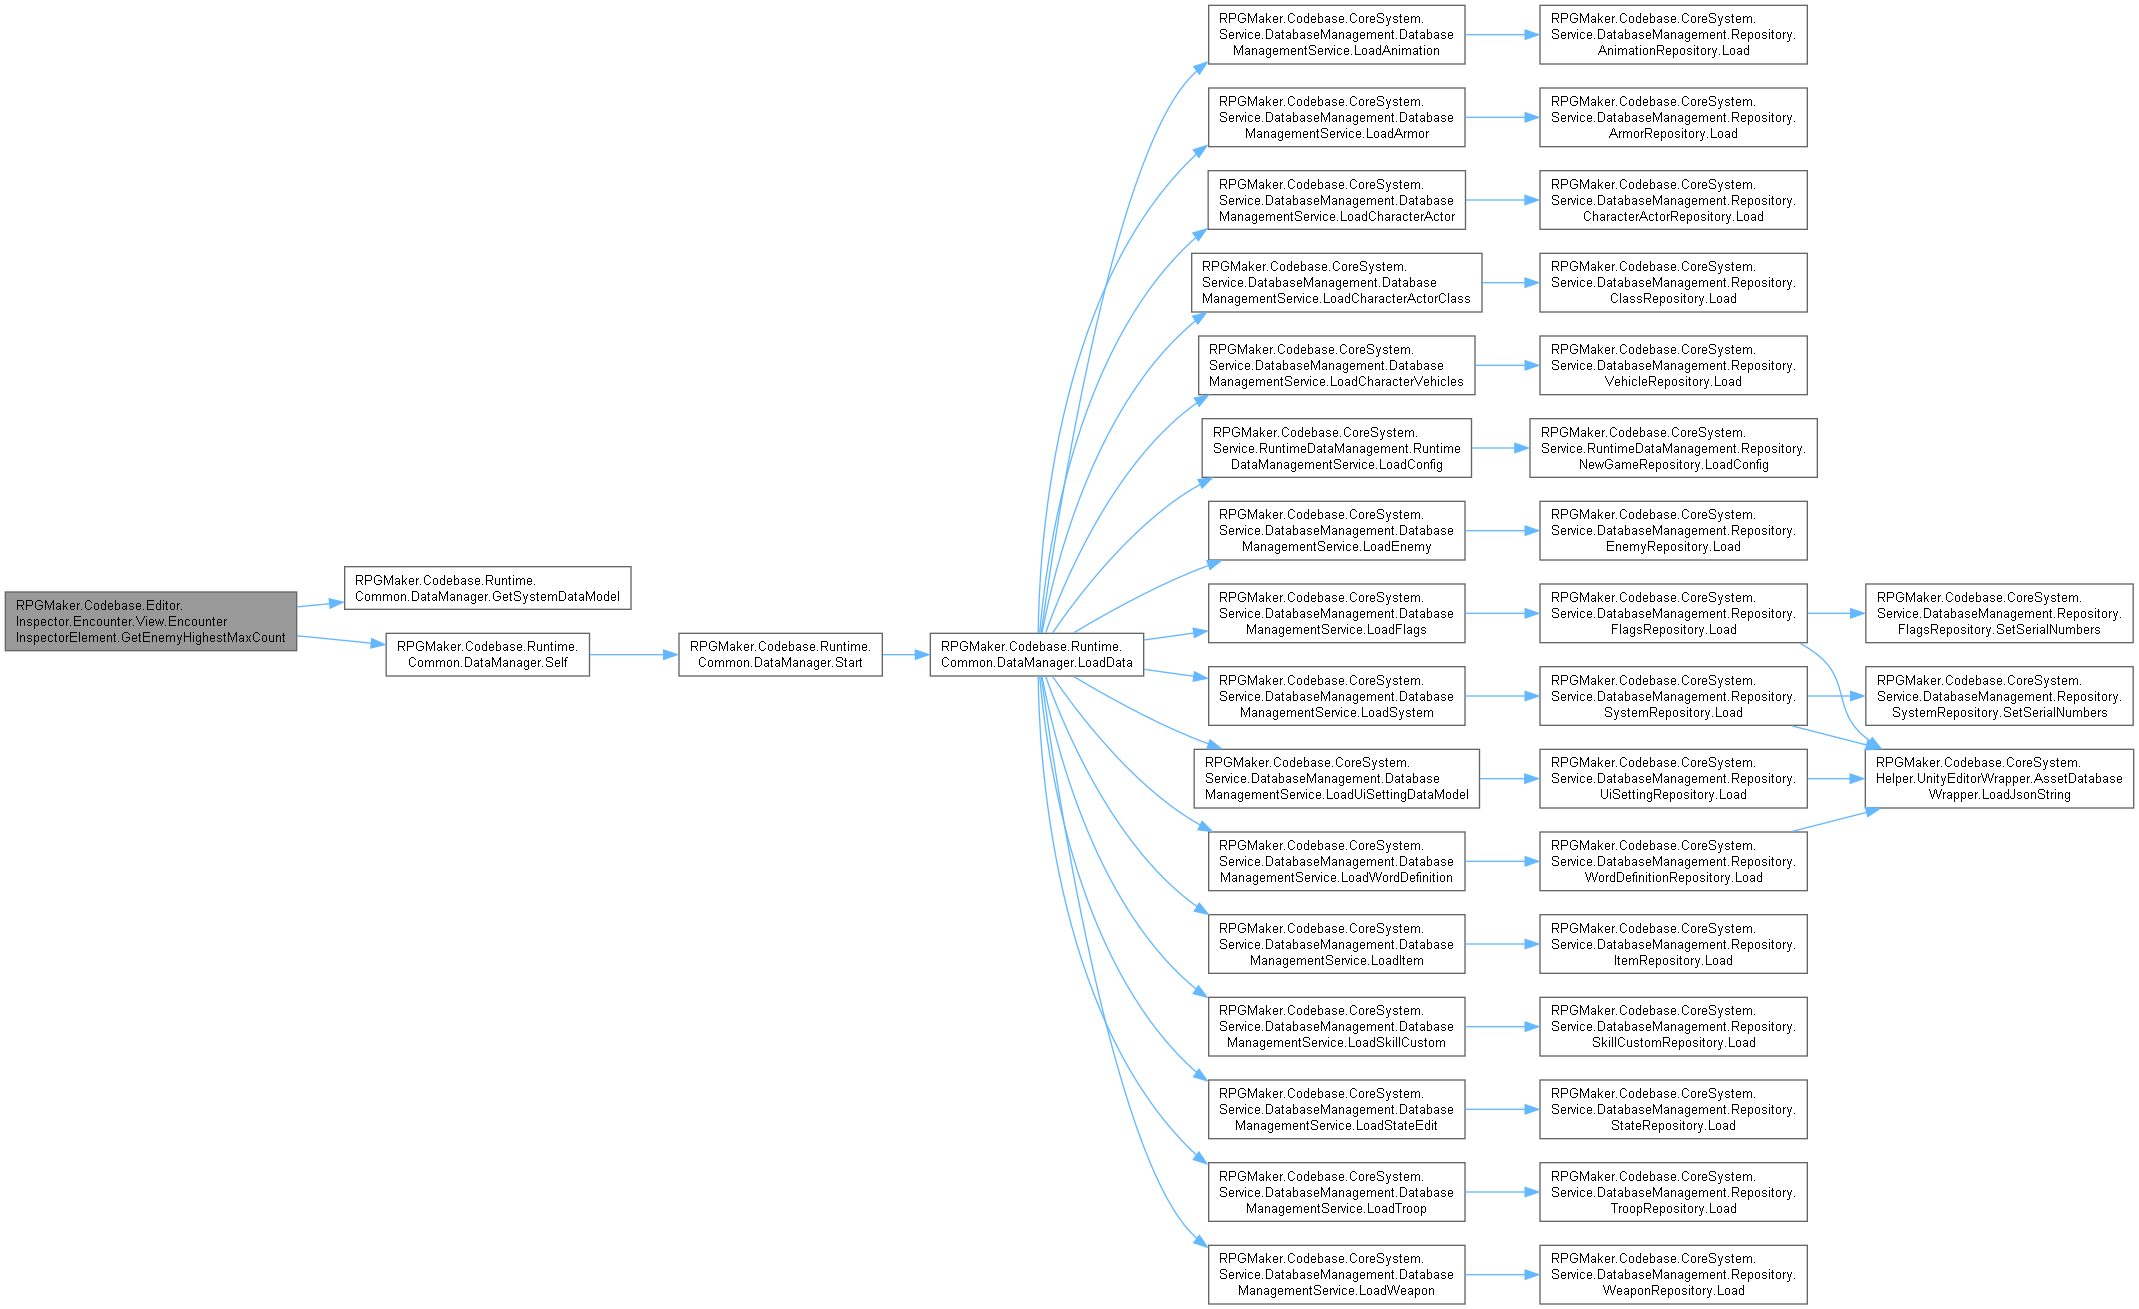 RPGMaker.Codebase.Editor.
Inspector.Encounter.View.Encounter
InspectorElement.GetEnemyHighestMaxCount
RPGMaker.Codebase.Runtime.
Common.DataManager.GetSystemDataModel
RPGMaker.Codebase.Runtime.
Common.DataManager.Self
RPGMaker.Codebase.Runtime.
Common.DataManager.Start
RPGMaker.Codebase.Runtime.
Common.DataManager.LoadData
RPGMaker.Codebase.CoreSystem.
Service.DatabaseManagement.Database
ManagementService.LoadAnimation
RPGMaker.Codebase.CoreSystem.
Service.DatabaseManagement.Repository.
AnimationRepository.Load
RPGMaker.Codebase.CoreSystem.
Service.DatabaseManagement.Database
ManagementService.LoadArmor
RPGMaker.Codebase.CoreSystem.
Service.DatabaseManagement.Repository.
ArmorRepository.Load
RPGMaker.Codebase.CoreSystem.
Service.DatabaseManagement.Database
ManagementService.LoadCharacterActor
RPGMaker.Codebase.CoreSystem.
Service.DatabaseManagement.Repository.
CharacterActorRepository.Load
RPGMaker.Codebase.CoreSystem.
Service.DatabaseManagement.Database
ManagementService.LoadCharacterActorClass
RPGMaker.Codebase.CoreSystem.
Service.DatabaseManagement.Repository.
ClassRepository.Load
RPGMaker.Codebase.CoreSystem.
Service.DatabaseManagement.Database
ManagementService.LoadCharacterVehicles
RPGMaker.Codebase.CoreSystem.
Service.DatabaseManagement.Repository.
VehicleRepository.Load
RPGMaker.Codebase.CoreSystem.
Service.RuntimeDataManagement.Runtime
DataManagementService.LoadConfig
RPGMaker.Codebase.CoreSystem.
Service.RuntimeDataManagement.Repository.
NewGameRepository.LoadConfig
RPGMaker.Codebase.CoreSystem.
Service.DatabaseManagement.Database
ManagementService.LoadEnemy
RPGMaker.Codebase.CoreSystem.
Service.DatabaseManagement.Repository.
EnemyRepository.Load
RPGMaker.Codebase.CoreSystem.
Service.DatabaseManagement.Database
ManagementService.LoadFlags
RPGMaker.Codebase.CoreSystem.
Service.DatabaseManagement.Repository.
FlagsRepository.Load
RPGMaker.Codebase.CoreSystem.
Service.DatabaseManagement.Repository.
FlagsRepository.SetSerialNumbers
RPGMaker.Codebase.CoreSystem.
Service.DatabaseManagement.Database
ManagementService.LoadSystem
RPGMaker.Codebase.CoreSystem.
Service.DatabaseManagement.Repository.
SystemRepository.Load
RPGMaker.Codebase.CoreSystem.
Service.DatabaseManagement.Repository.
SystemRepository.SetSerialNumbers
RPGMaker.Codebase.CoreSystem.
Service.DatabaseManagement.Database
ManagementService.LoadUiSettingDataModel
RPGMaker.Codebase.CoreSystem.
Service.DatabaseManagement.Repository.
UiSettingRepository.Load
RPGMaker.Codebase.CoreSystem.
Helper.UnityEditorWrapper.AssetDatabase
Wrapper.LoadJsonString
RPGMaker.Codebase.CoreSystem.
Service.DatabaseManagement.Database
ManagementService.LoadWordDefinition
RPGMaker.Codebase.CoreSystem.
Service.DatabaseManagement.Repository.
WordDefinitionRepository.Load
RPGMaker.Codebase.CoreSystem.
Service.DatabaseManagement.Database
ManagementService.LoadItem
RPGMaker.Codebase.CoreSystem.
Service.DatabaseManagement.Repository.
ItemRepository.Load
RPGMaker.Codebase.CoreSystem.
Service.DatabaseManagement.Database
ManagementService.LoadSkillCustom
RPGMaker.Codebase.CoreSystem.
Service.DatabaseManagement.Repository.
SkillCustomRepository.Load
RPGMaker.Codebase.CoreSystem.
Service.DatabaseManagement.Database
ManagementService.LoadStateEdit
RPGMaker.Codebase.CoreSystem.
Service.DatabaseManagement.Repository.
StateRepository.Load
RPGMaker.Codebase.CoreSystem.
Service.DatabaseManagement.Database
ManagementService.LoadTroop
RPGMaker.Codebase.CoreSystem.
Service.DatabaseManagement.Repository.
TroopRepository.Load
RPGMaker.Codebase.CoreSystem.
Service.DatabaseManagement.Database
ManagementService.LoadWeapon
RPGMaker.Codebase.CoreSystem.
Service.DatabaseManagement.Repository.
WeaponRepository.Load